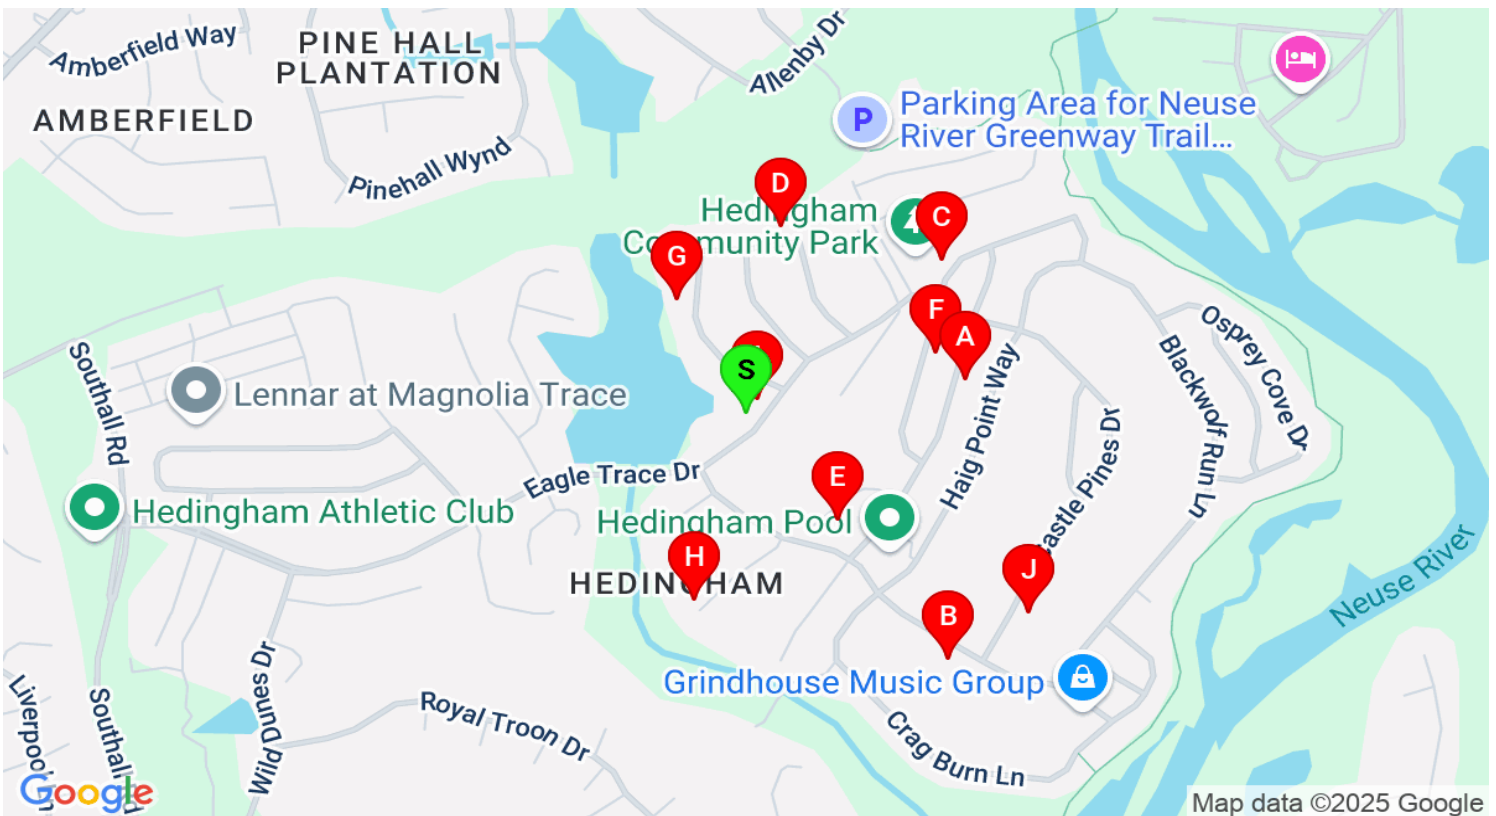 Amberfield Way
PINE HALL
PLANTATION
AMBERFIELD
Pinehall Wynd
Allenby Dr
P
Parking Area for Neuse
River Greenway Trail...
D
C
Hedingham
Community Park
G
F
A
S
Osprey Cove Dr
Blackwolf Run Ln
Southall Rd
Lennar at Magnolia Trace
Haig Point Way
Castle Pines Dr
Eagle Trace Dr
E
Hedingham Athletic Club
Hedingham Pool
H
HEDINGHAM
J
B
Neuse River
Grindhouse Music Group
Wild Dunes Dr
Royal Troon Dr
Crag Burn Ln
Southall Rd
Google
Map data ©2025 Google